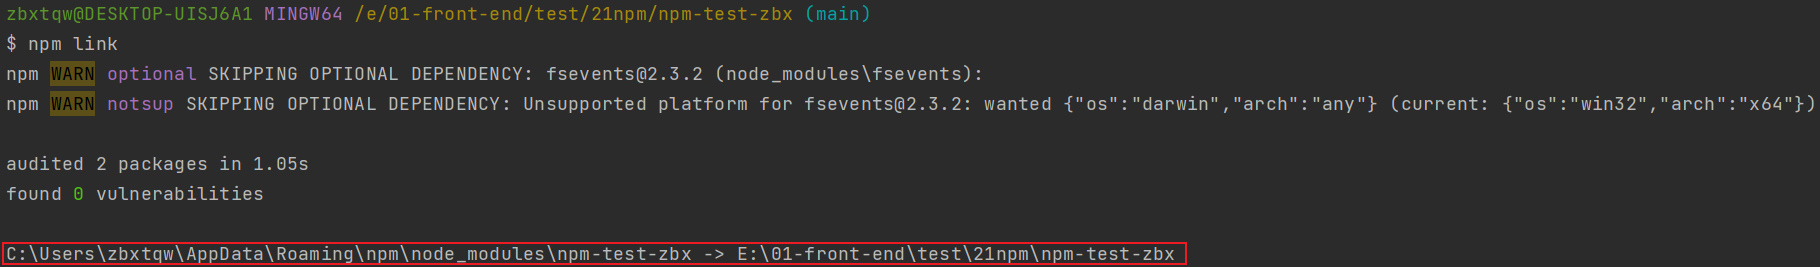 zbxtqw@DESKTOP-UISJ6A1 MINGW64 /e/01-front-end/test/21npm/npm-test-zbx (main)
$ npm link
npm WARN optional SKIPPING OPTIONAL DEPENDENCY: fsevents@2.3.2 (node_modules\fsevents):
npm WARN notsup SKIPPING OPTIONAL DEPENDENCY: Unsupported platform for fsevents@2.3.2: wanted {"os":"darwin","arch":"any"} (current: {"os":"win32","arch":"x64"})
audited 2 packages in 1.05s
found 0 vulnerabilities
C:\Users\zbxtqw\AppData\Roaming\npm\node_modules\npm-test-zbx -> E:\01-front-end\test\21npm\npm-test-zbx